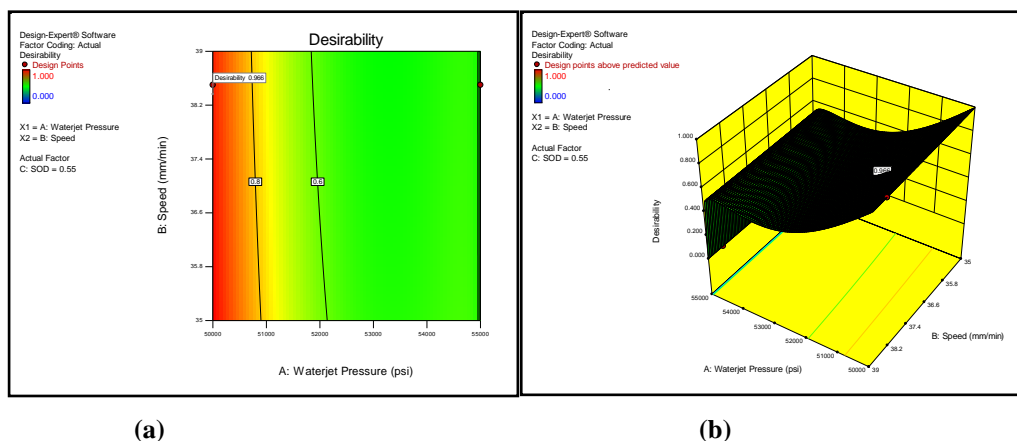 Design-Expert® Software
Factor Coding: Actual
Desirability
Design Points
1.000
0.000
X1 = A: Waterjet Pressure
X2 = B: Speed
Actual Factor
C: SOD = 0.55
Desirability
39
38.2
37.4
36.6
35.8
35
B: Speed (mm/min)
Desirability 0.966
0.8
0.6
50000 51000 52000 53000 54000 55000
A: Waterjet Pressure (psi)
(a)
Design-Expert® Software
Factor Coding: Actual
Desirability
Design points above predicted value
1.000
0.000
X1 = A: Waterjet Pressure
X2 = B: Speed
Actual Factor
C: SOD = 0.55
1.000
0.800
0.600
0.400
0.200
0.000
Desirability
0.966
35
35.8
36.6
37.4
38.2
39
B: Speed (mm/min)
55000
54000
53000
52000
51000
50000
A: Waterjet Pressure (psi)
(b)